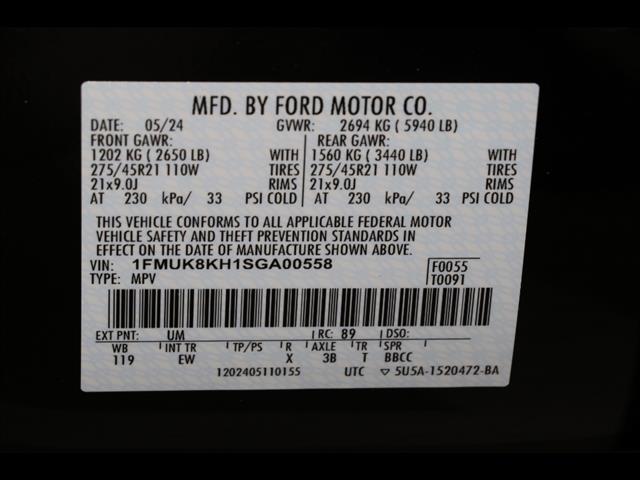 MFD. BY FORD MOTOR CO.
DATE: 05/24 GVWR: 2694 KG ( 5940 LB)
FRONT GAWR: REAR GAWR:
1202 KG ( 2650 LB) WITH 1560 KG ( 3440 LB) WITH
275/45R21 110W TIRES 275/45R21 110W TIRES
21x9.0J RIMS 21x9.0J RIMS
AT 230 kPa/ 33 PSI COLD AT 230 kPa/ 33 PSI COLD
THIS VEHICLE CONFORMS TO ALL APPLICABLE FEDERAL MOTOR
VEHICLE SAFETY AND THEFT PREVENTION STANDARDS
IN EFFECT ON THE DATE OF MANUFACTURE SHOWN ABOVE.
VIN: 1FMUK8KH1SGA00558 F0055
TYPE: MPV T0091
EXT PNT: UM RC: 89 DSO:
WB INT TR TP/PS R AXLE TR SPR
119 EW X 3B T BBCC
1202405110155 UTC ▽ 5U5A-1520472-BA